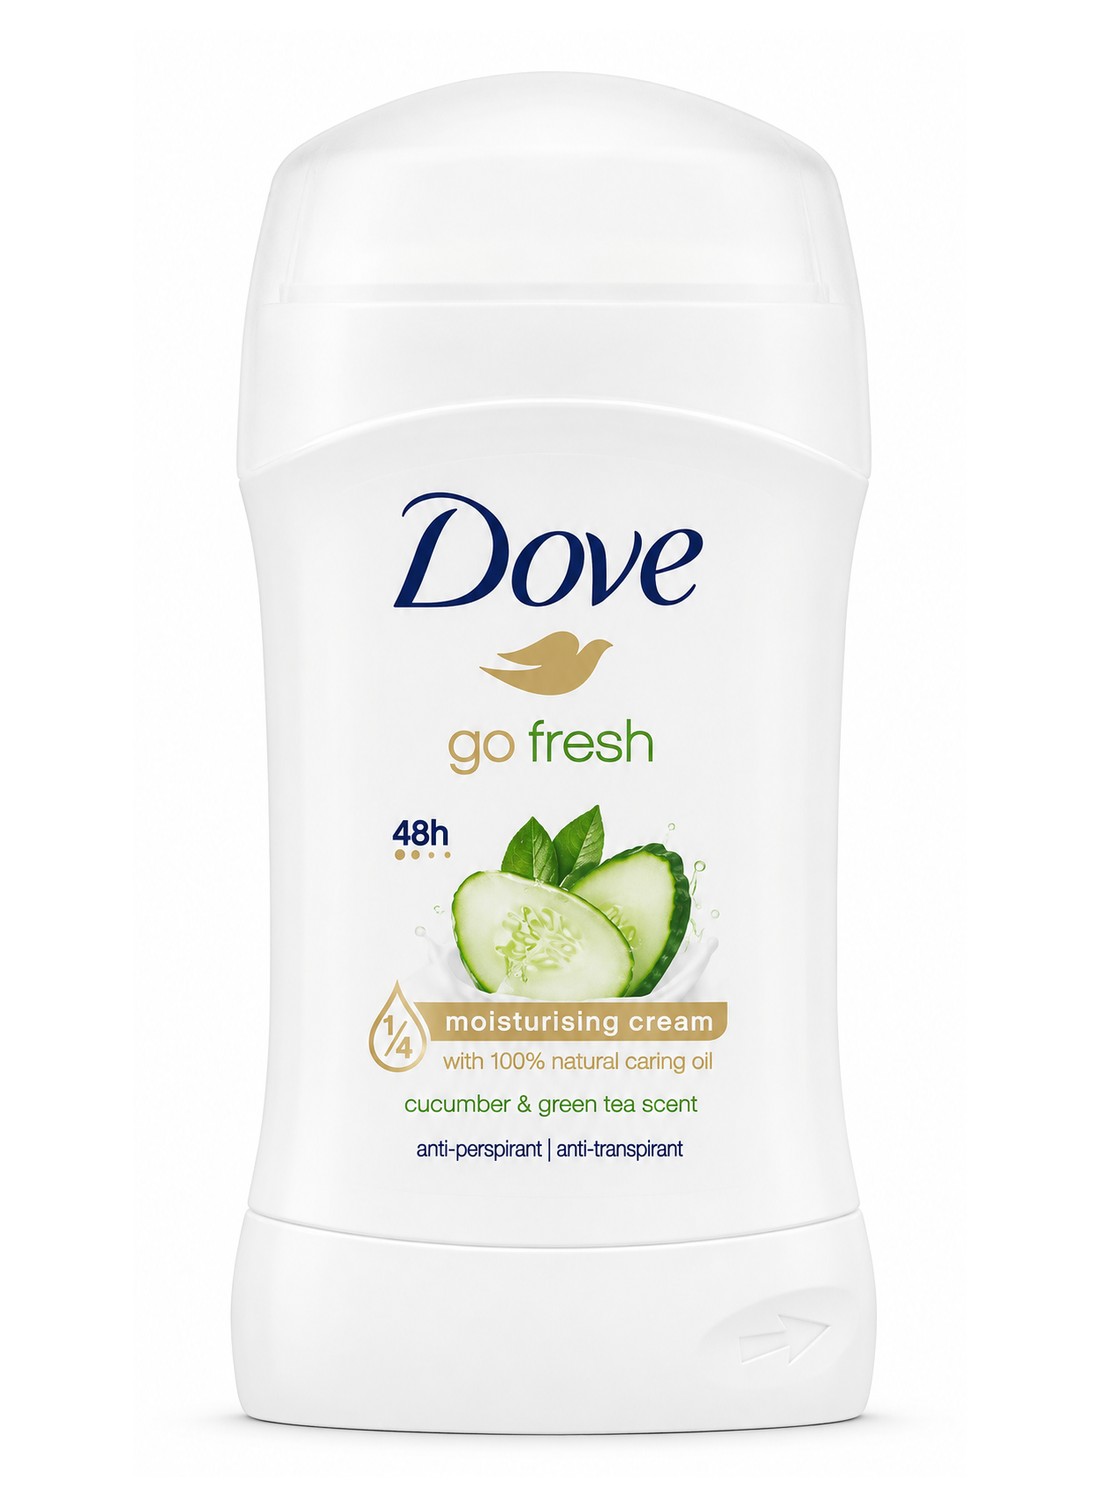 Dove
go fresh
48h
1/4
moisturising cream
with 100% natural caring oil
cucumber & green tea scent
anti-perspirant | anti-transpirant